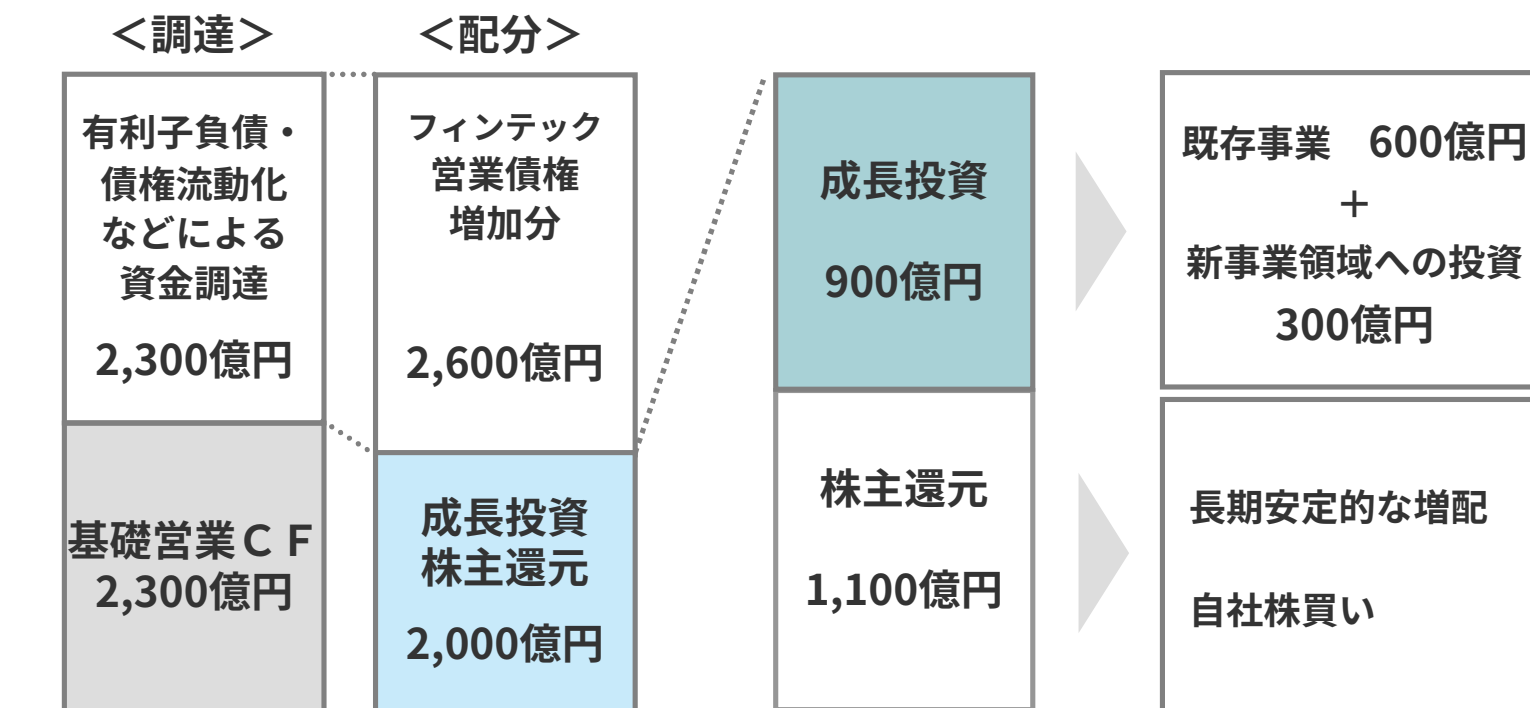 ＜調達＞
有利子負債・
債権流動化
などによる
資金調達
2,300億円
基礎営業ＣＦ
2,300億円
＜配分＞
フィンテック
営業債権
増加分
2,600億円
成長投資
株主還元
2,000億円
成長投資
900億円
株主還元
1,100億円
既存事業　600億円
＋
新事業領域への投資
300億円
長期安定的な増配
自社株買い